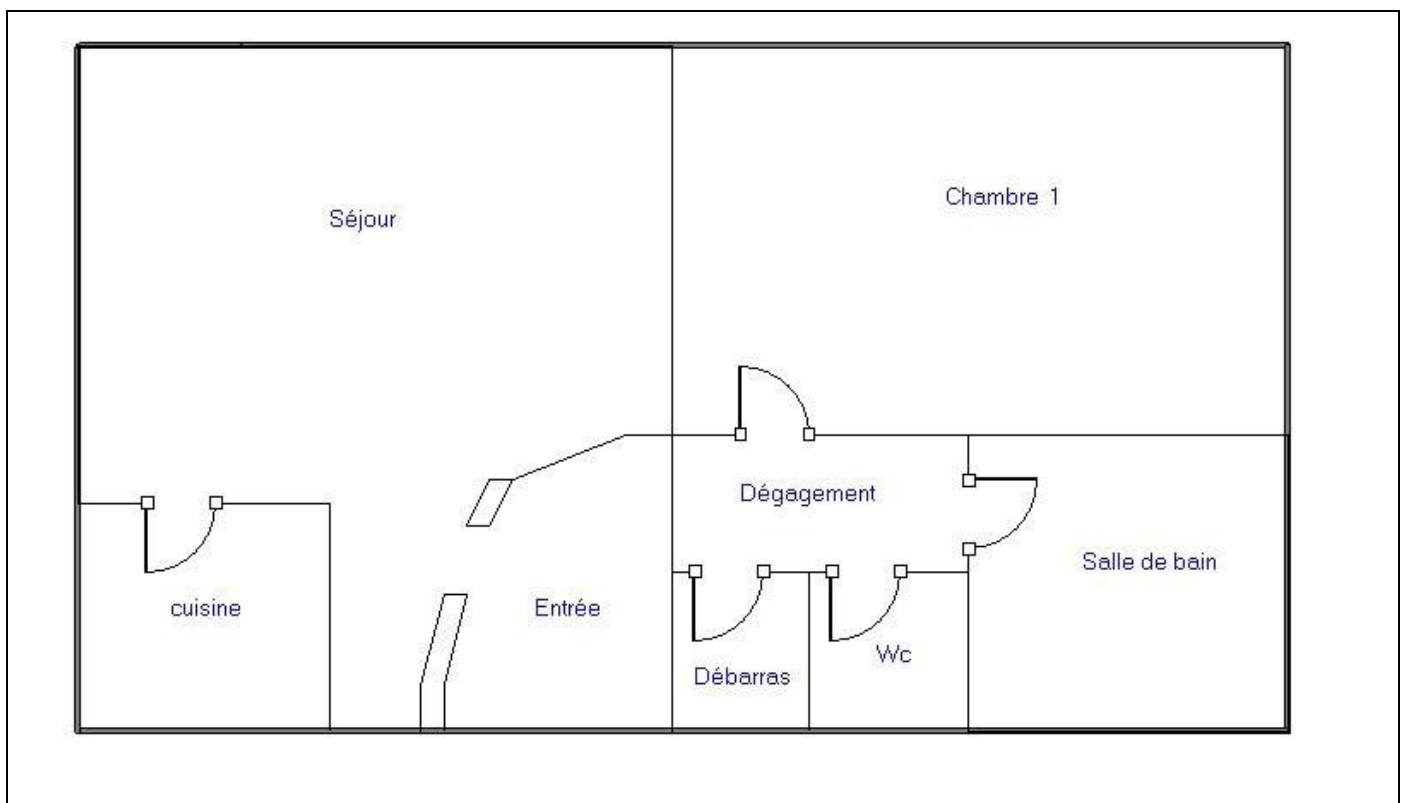 Séjour
Chambre 1
Dégagement
Salle de bain
cuisine
Entrée
Wc
Débarras